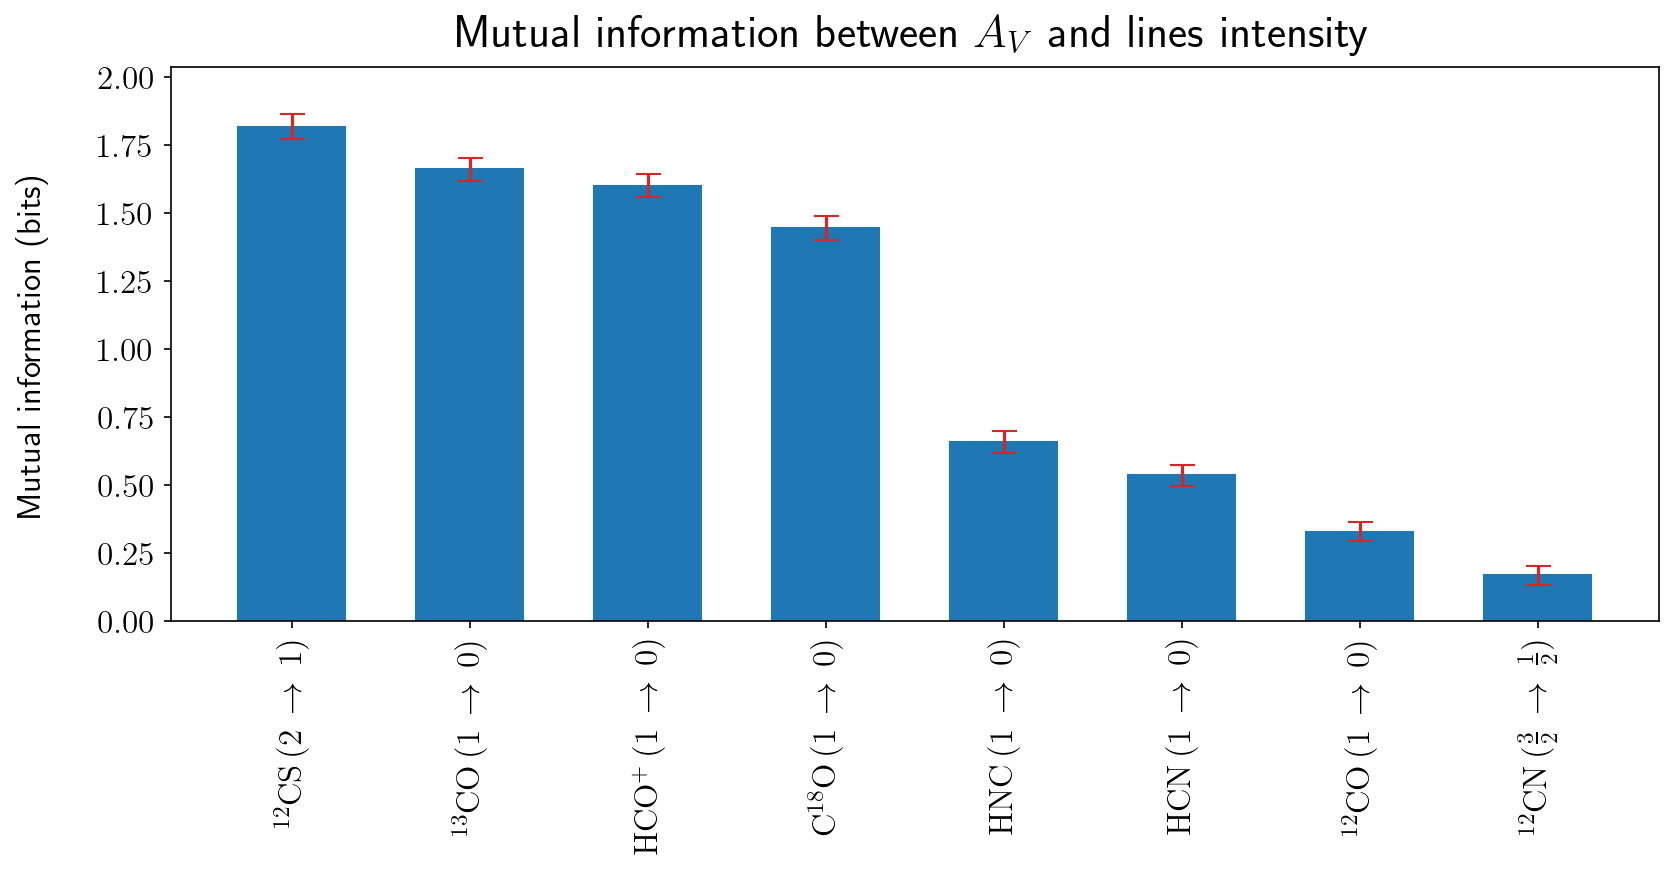 Mutual information between A_V and lines intensity
Mutual information (bits)
2.00
1.75
1.50
1.25
1.00
0.75
0.50
0.25
0.00
¹²CS (2 → 1)
¹³CO (1 → 0)
HCO⁺ (1 → 0)
C¹⁸O (1 → 0)
HNC (1 → 0)
HCN (1 → 0)
¹²CO (1 → 0)
¹²CN (3/2 → 1/2)